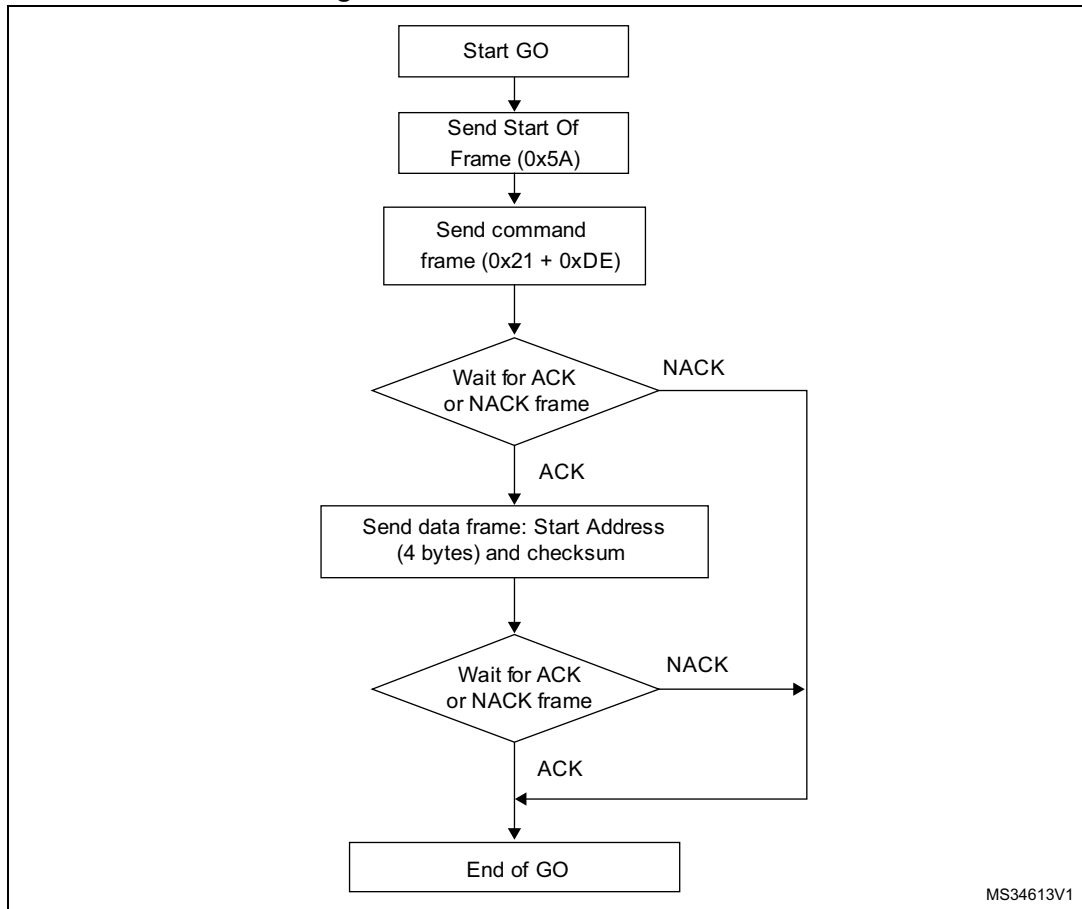 Start GO
Send Start Of
Frame (0x5A)
Send command
frame (0x21 + 0xDE)
Wait for ACK
or NACK frame
NACK
ACK
Send data frame: Start Address
(4 bytes) and checksum
Wait for ACK
or NACK frame
NACK
ACK
End of GO
MS34613V1